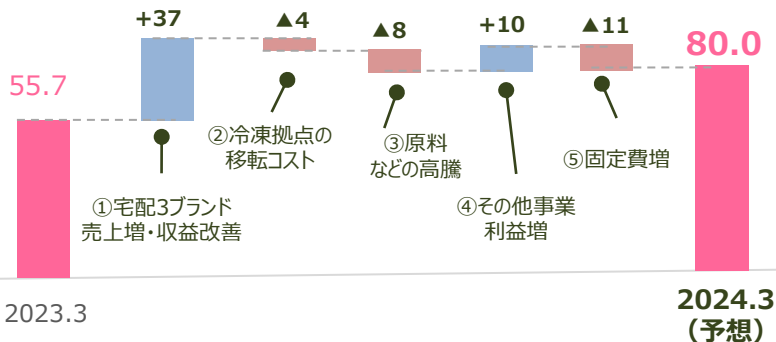 +37
▲4
▲8
+10
▲11
80.0
55.7
②冷凍拠点の
移転コスト
③原料
などの高騰
⑤固定費増
①宅配3ブランド
売上増・収益改善
④その他事業
利益増
2023.3
2024.3
（予想）